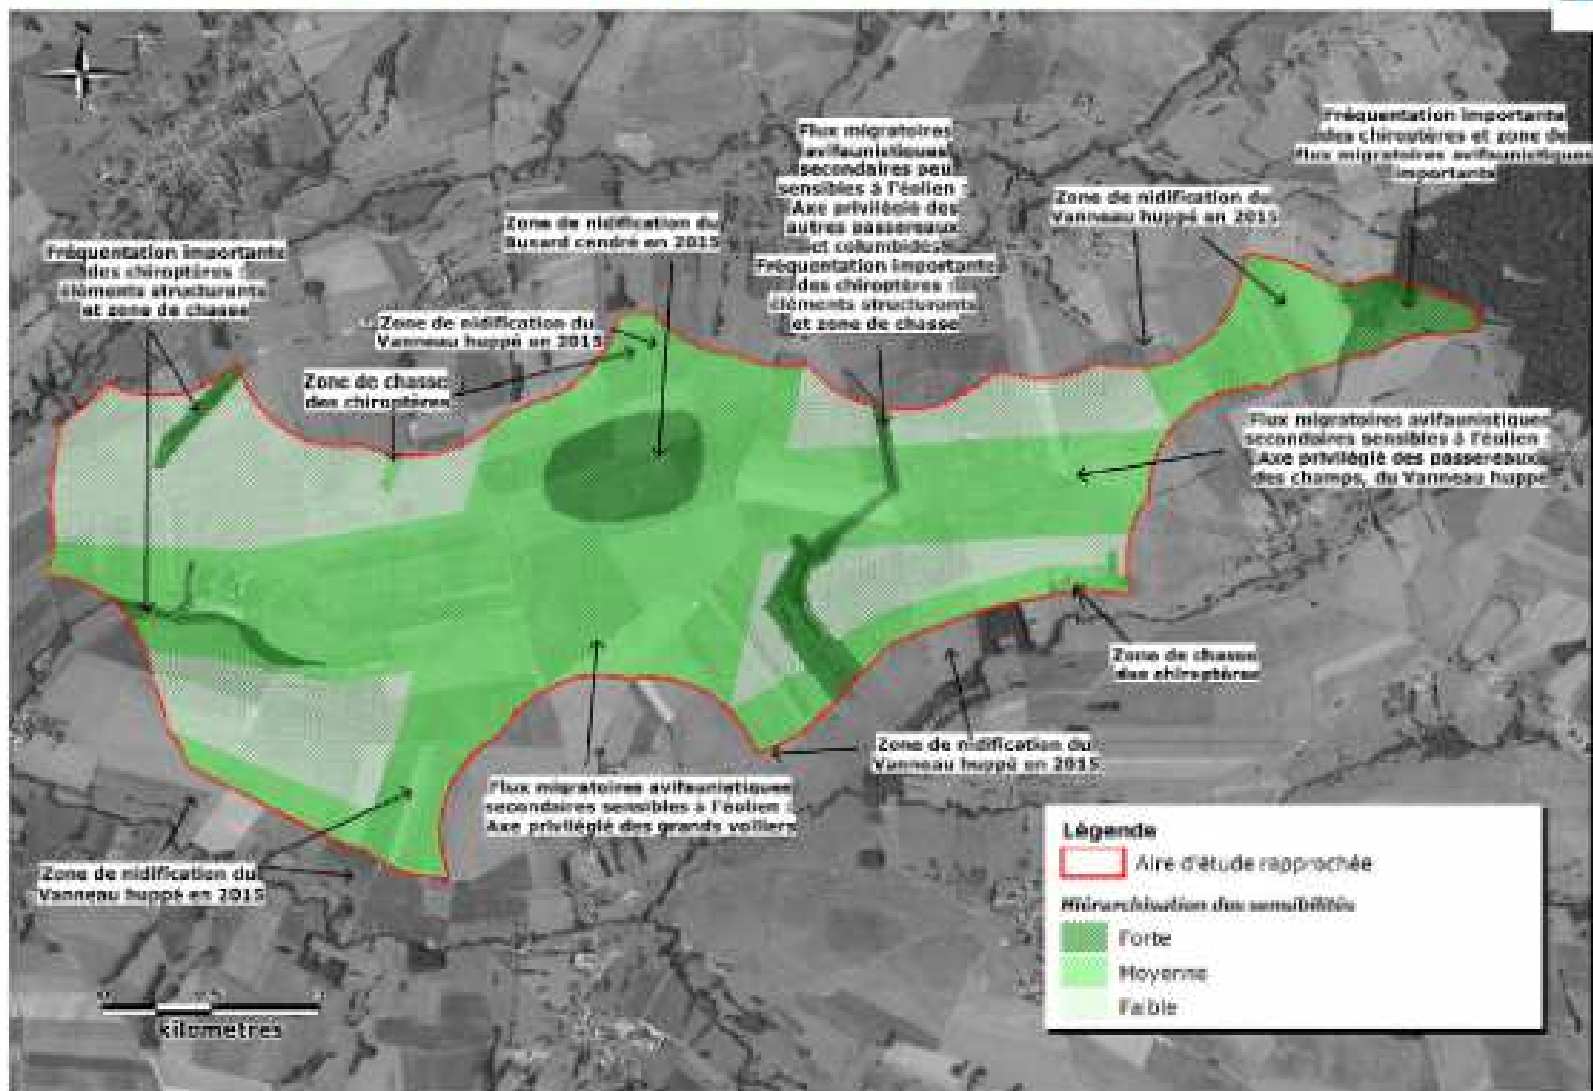 N
Fréquentation importante
des chiroptères et zone de
flux migratoires avifaunistiques
importante
Flux migratoires
avifaunistiques
secondaires peu
sensibles à l'éolien :
Axe privilégié des
autres passereaux
et columbidés
Fréquentation importante
des chiroptères :
éléments structurants
et zone de chasse
Zone de nidification du
Vanneau huppé en 2015
Zone de nidification du
Busard cendré en 2015
Fréquentation importante
des chiroptères :
éléments structurants
et zone de chasse
Zone de nidification du
Vanneau huppé en 2015
Zone de chasse
des chiroptères
Flux migratoires avifaunistiques
secondaires sensibles à l'éolien :
Axe privilégié des passereaux
des champs, du Vanneau huppé
Zone de chasse
des chiroptères
Zone de nidification du
Vanneau huppé en 2015
Flux migratoires avifaunistiques
secondaires sensibles à l'éolien :
Axe privilégié des grands voiliers
Zone de nidification du
Vanneau huppé en 2015
Légende
Aire d'étude rapprochée
Hiérarchisation des sensibilités
Forte
Moyenne
Faible
kilomètres